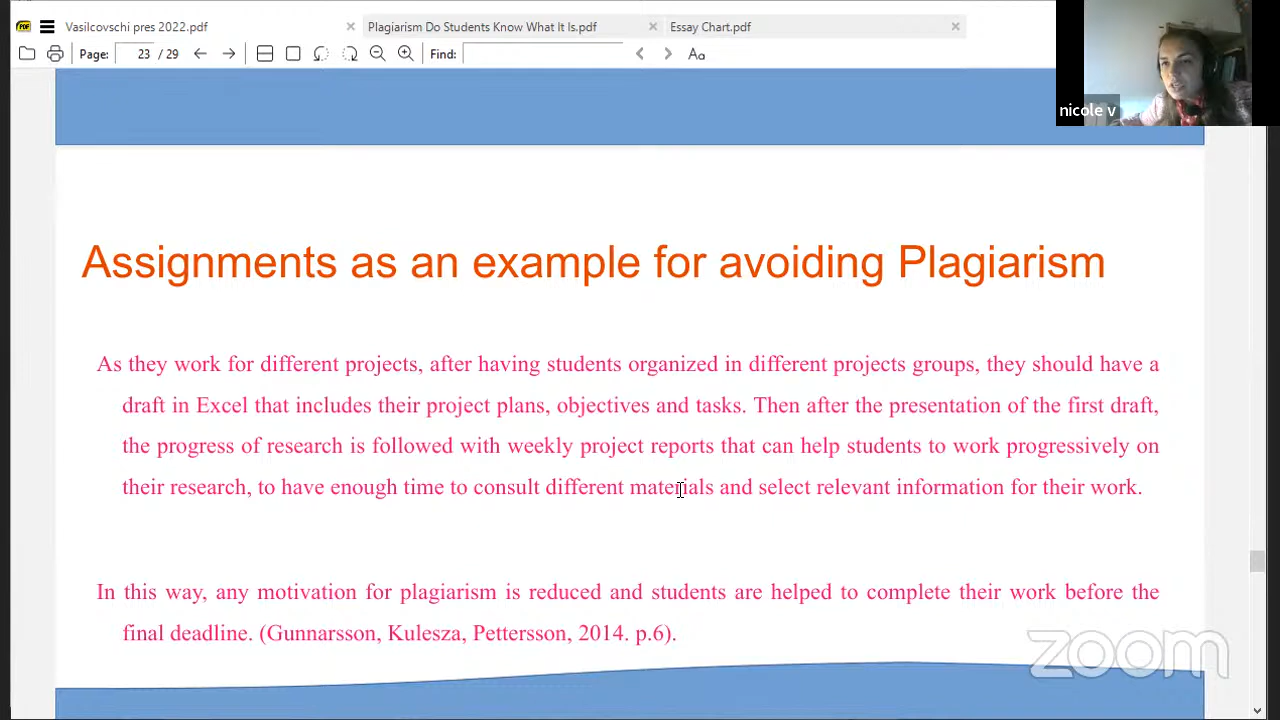 Vasilcovschi pres 2022.pdf
Plagiarism Do Students Know What It Is.pdf
Essay Chart.pdf
Page: 23 / 29
Find:
Aa
nicole v
Assignments as an example for avoiding Plagiarism
As they work for different projects, after having students organized in different projects groups, they should have a
draft in Excel that includes their project plans, objectives and tasks. Then after the presentation of the first draft,
the progress of research is followed with weekly project reports that can help students to work progressively on
their research, to have enough time to consult different materials and select relevant information for their work.
In this way, any motivation for plagiarism is reduced and students are helped to complete their work before the
final deadline. (Gunnarsson, Kulesza, Pettersson, 2014. p.6).
zoom